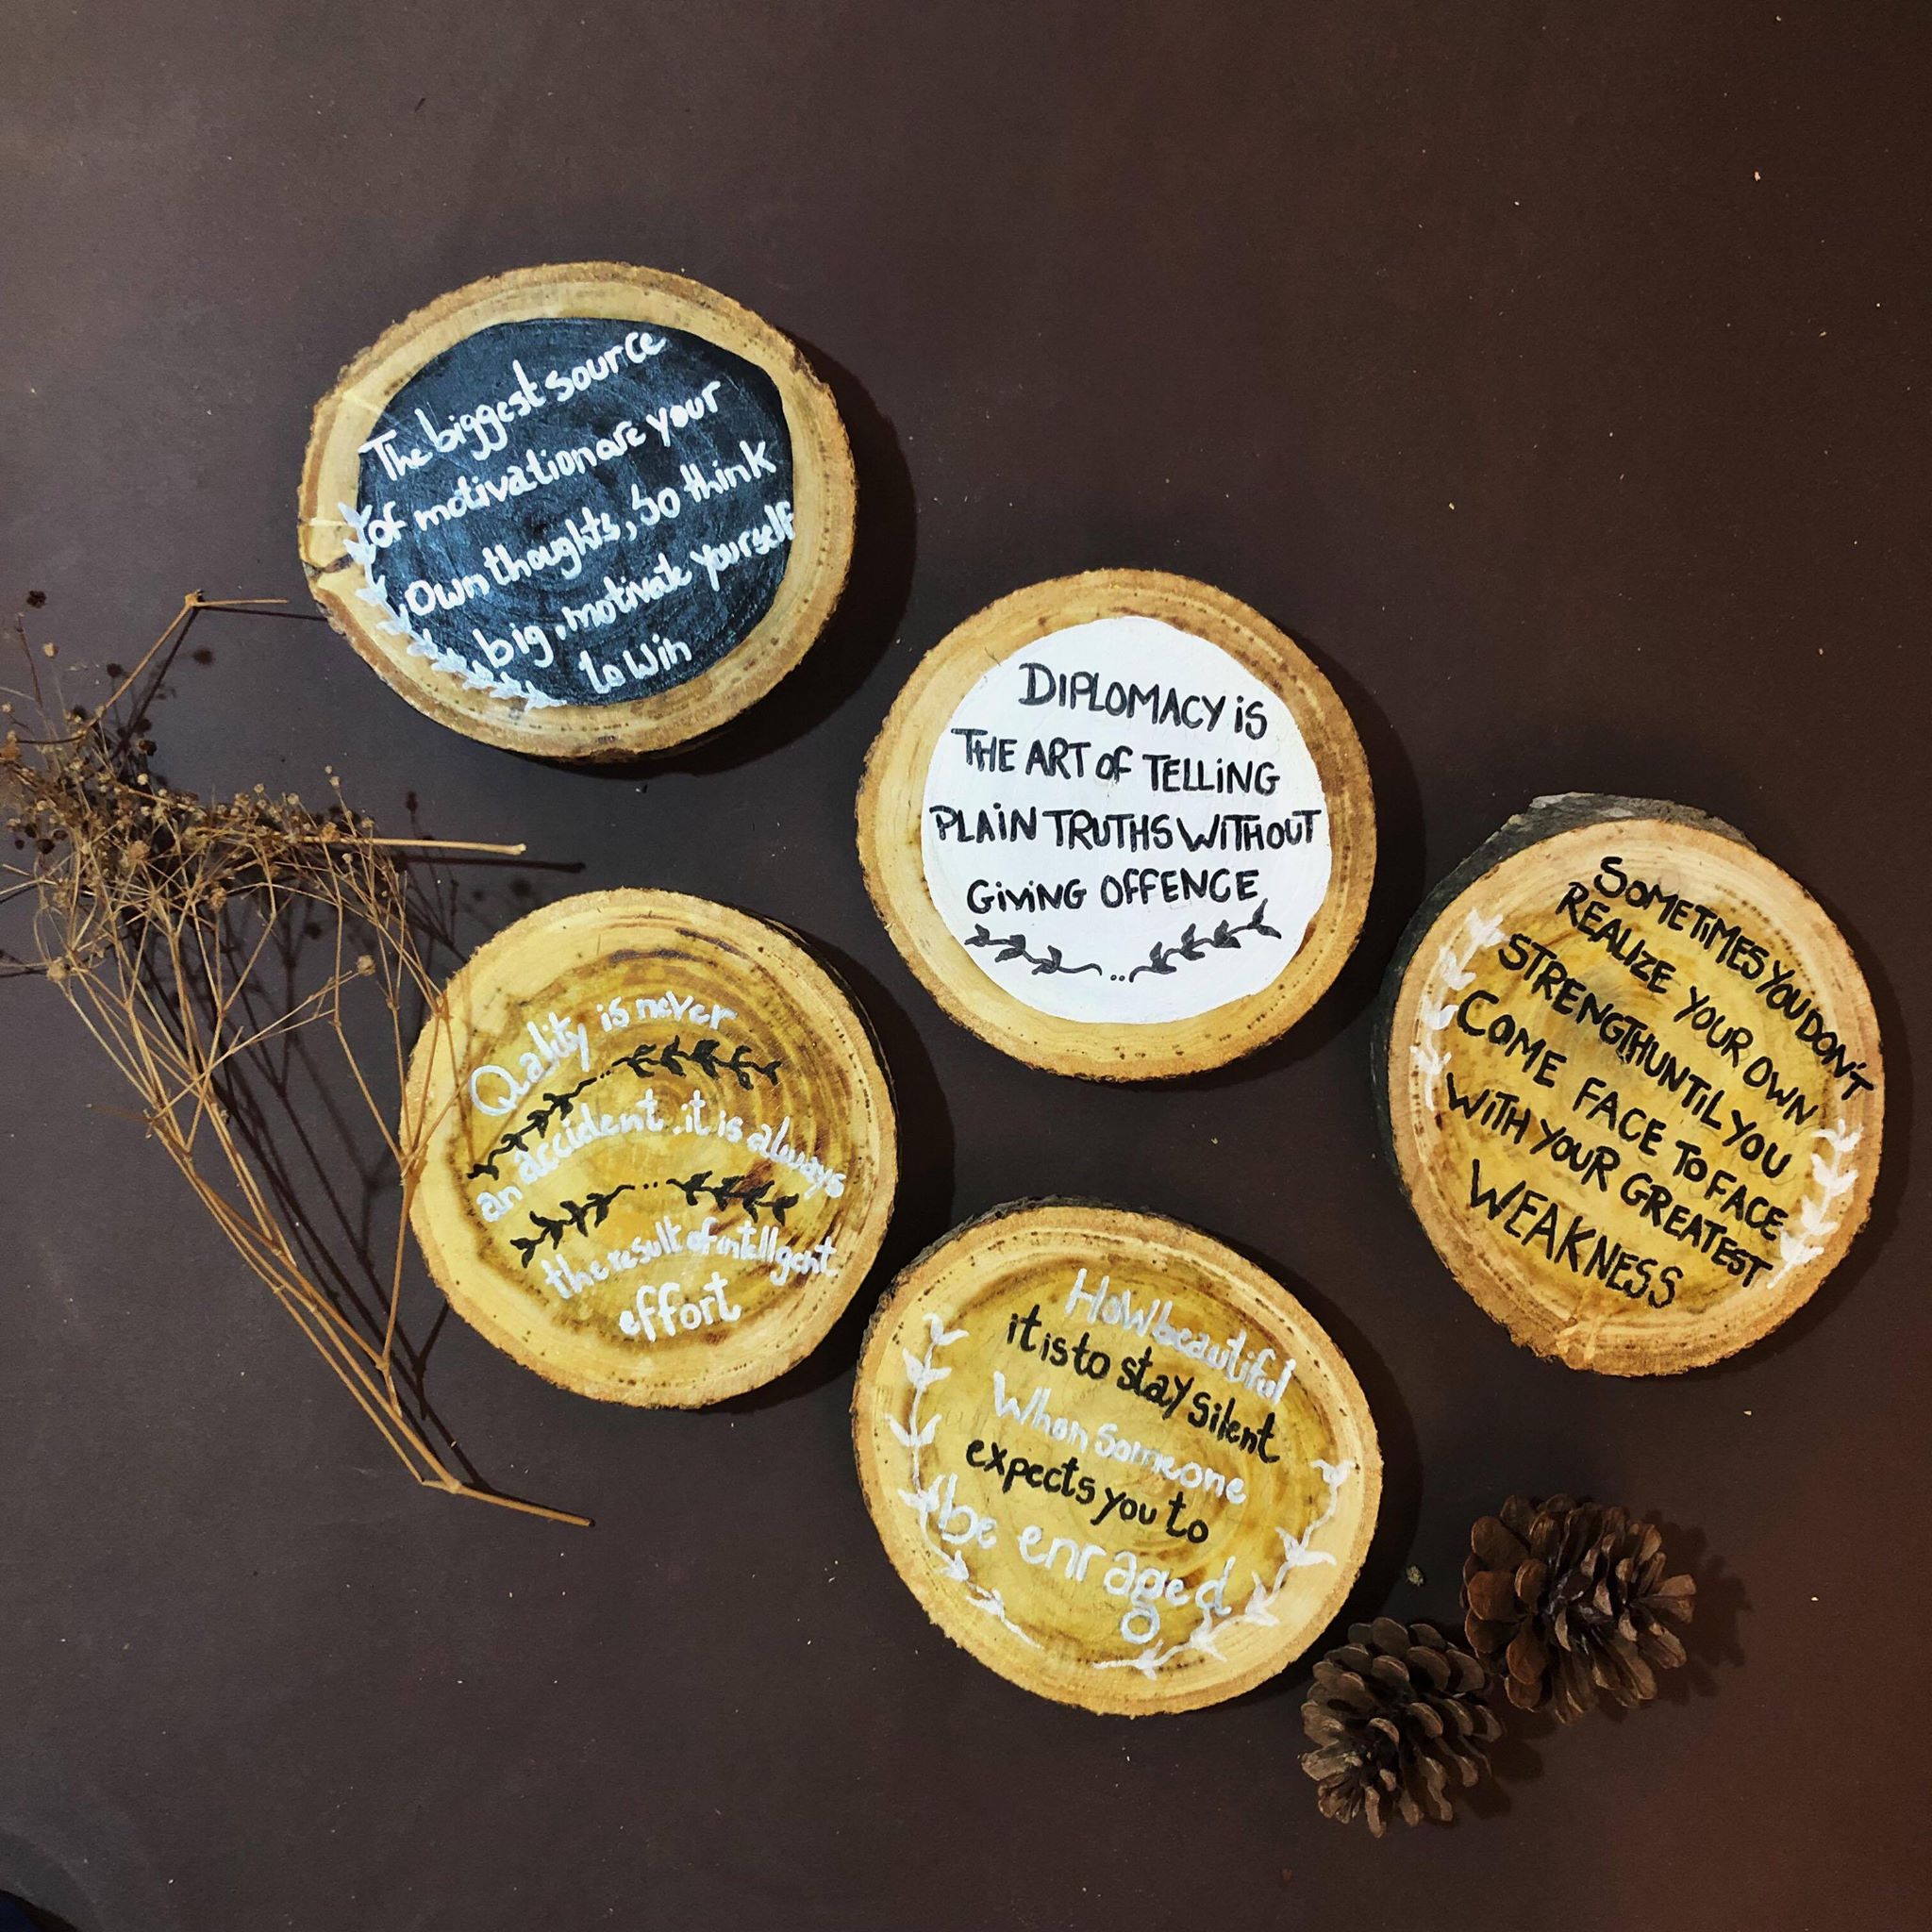 The biggest source
of motivation are your
Own thoughts, So think
big, motivate yourself
to Win
DIPLOMACY iS
THE ART OF TELLiNG
PLAiN TRUTHS WiTHOUT
GiViNG OFFENCE
SOMETiMES YOU DON'T
REALIZE YOUR OWN
STRENGTH UNTiL YOU
COME FACE TO FACE
WiTH YOUR GREATEST
WEAKNESS
Quality is never
an accident. it is always
the result of intelligent
effort
How beautiful
it is to stay silent
When someone
expects you to
be enraged